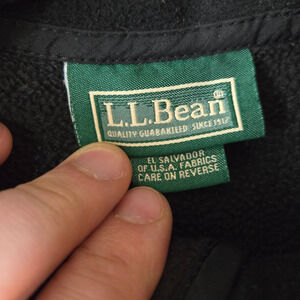 L.L.Bean
QUALITY GUARANTEED SINCE 1912
EL SALVADOR
OF U.S.A. FABRICS
CARE ON REVERSE